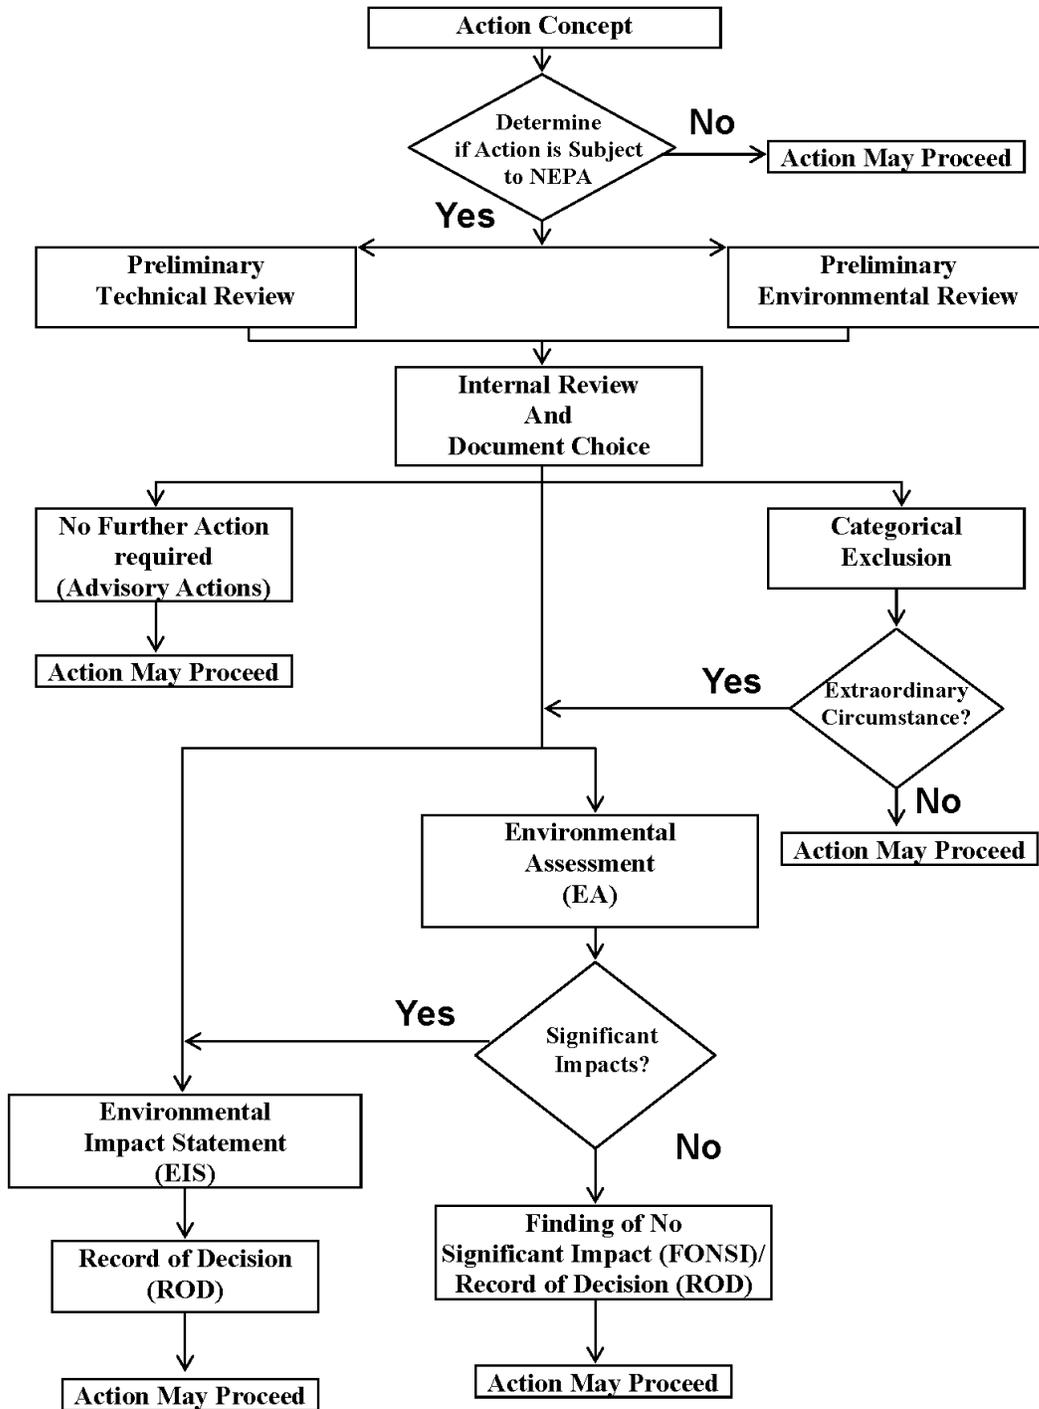 Action Concept
Determine
if Action is Subject
to NEPA
No
Action May Proceed
Yes
Preliminary
Technical Review
Preliminary
Environmental Review
Internal Review
And
Document Choice
No Further Action
required
(Advisory Actions)
Action May Proceed
Categorical
Exclusion
Extraordinary
Circumstance?
Yes
No
Action May Proceed
Environmental
Assessment
(EA)
Significant
Impacts?
Yes
No
Environmental
Impact Statement
(EIS)
Record of Decision
(ROD)
Action May Proceed
Finding of No
Significant Impact (FONSI)/
Record of Decision (ROD)
Action May Proceed